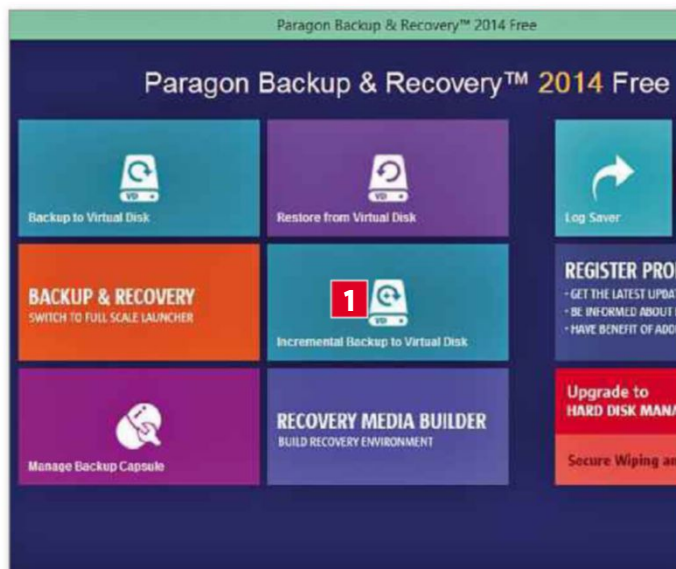 Paragon Backup & Recovery™ 2014 Free
Paragon Backup & Recovery™ 2014 Free
VD
Backup to Virtual Disk
VD
Restore from Virtual Disk
Log Saver
BACKUP & RECOVERY
SWITCH TO FULL SCALE LAUNCHER
1
VD
Incremental Backup to Virtual Disk
REGISTER PRO
- GET THE LATEST UPDA
- BE INFORMED ABOUT
- HAVE BENEFIT OF ADD
Manage Backup Capsule
RECOVERY MEDIA BUILDER
BUILD RECOVERY ENVIRONMENT
Upgrade to
HARD DISK MANA
Secure Wiping an